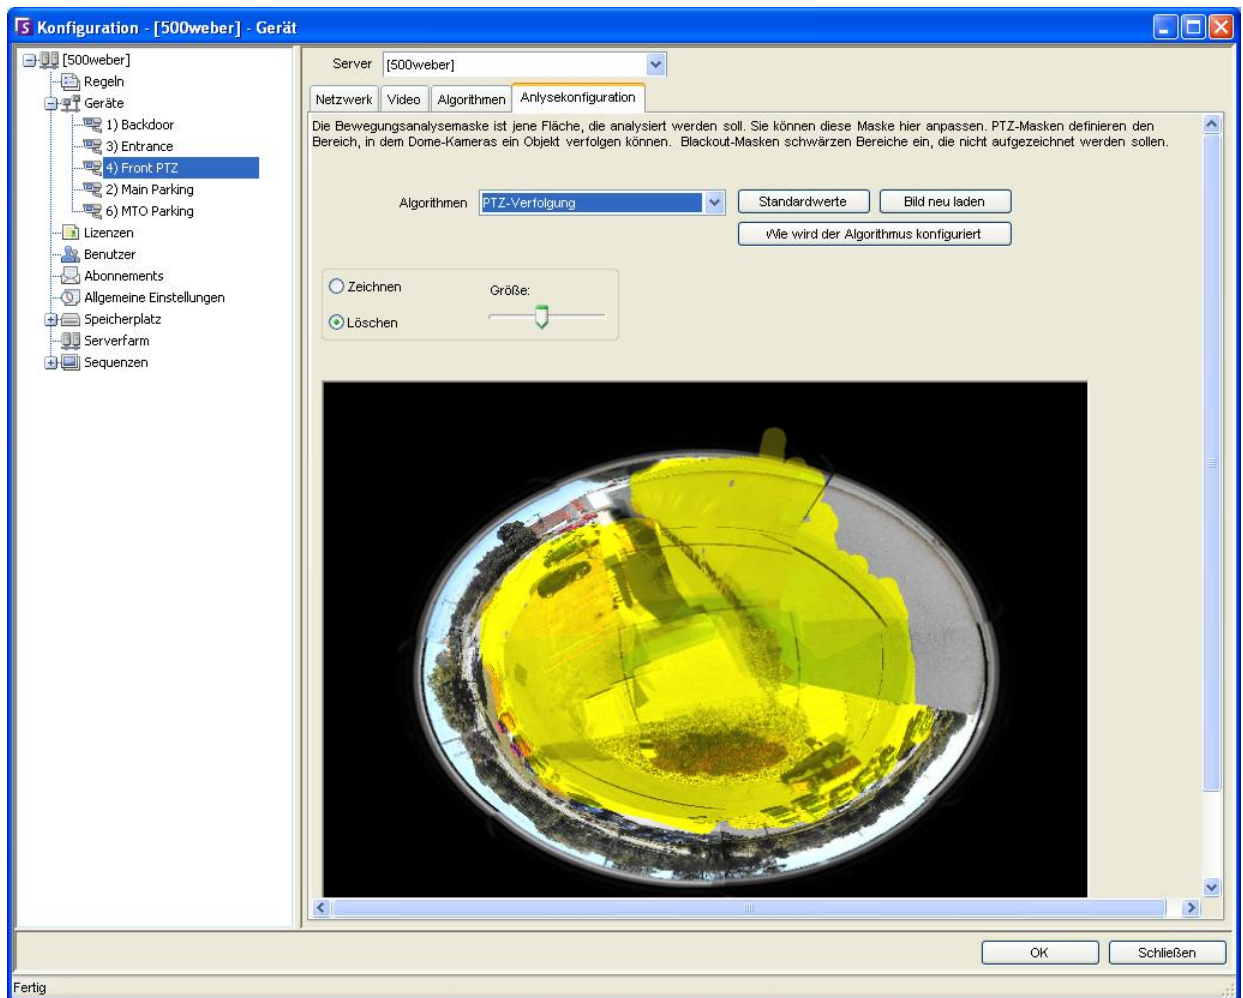 Konfiguration - [500weber] - Gerät
[500weber]
Regeln
Geräte
1) Backdoor
3) Entrance
4) Front PTZ
2) Main Parking
6) MTO Parking
Lizenzen
Benutzer
Abonnements
Allgemeine Einstellungen
Speicherplatz
Serverfarm
Sequenzen
Server [500weber]
Netzwerk Video Algorithmen Anlysekonfiguration
Die Bewegungsanalysemaske ist jene Fläche, die analysiert werden soll. Sie können diese Maske hier anpassen. PTZ-Masken definieren den
Bereich, in dem Dome-Kameras ein Objekt verfolgen können. Blackout-Masken schwärzen Bereiche ein, die nicht aufgezeichnet werden sollen.
Algorithmen PTZ-Verfolgung Standardwerte Bild neu laden
Wie wird der Algorithmus konfiguriert
Zeichnen Größe:
Löschen
OK Schließen
Fertig